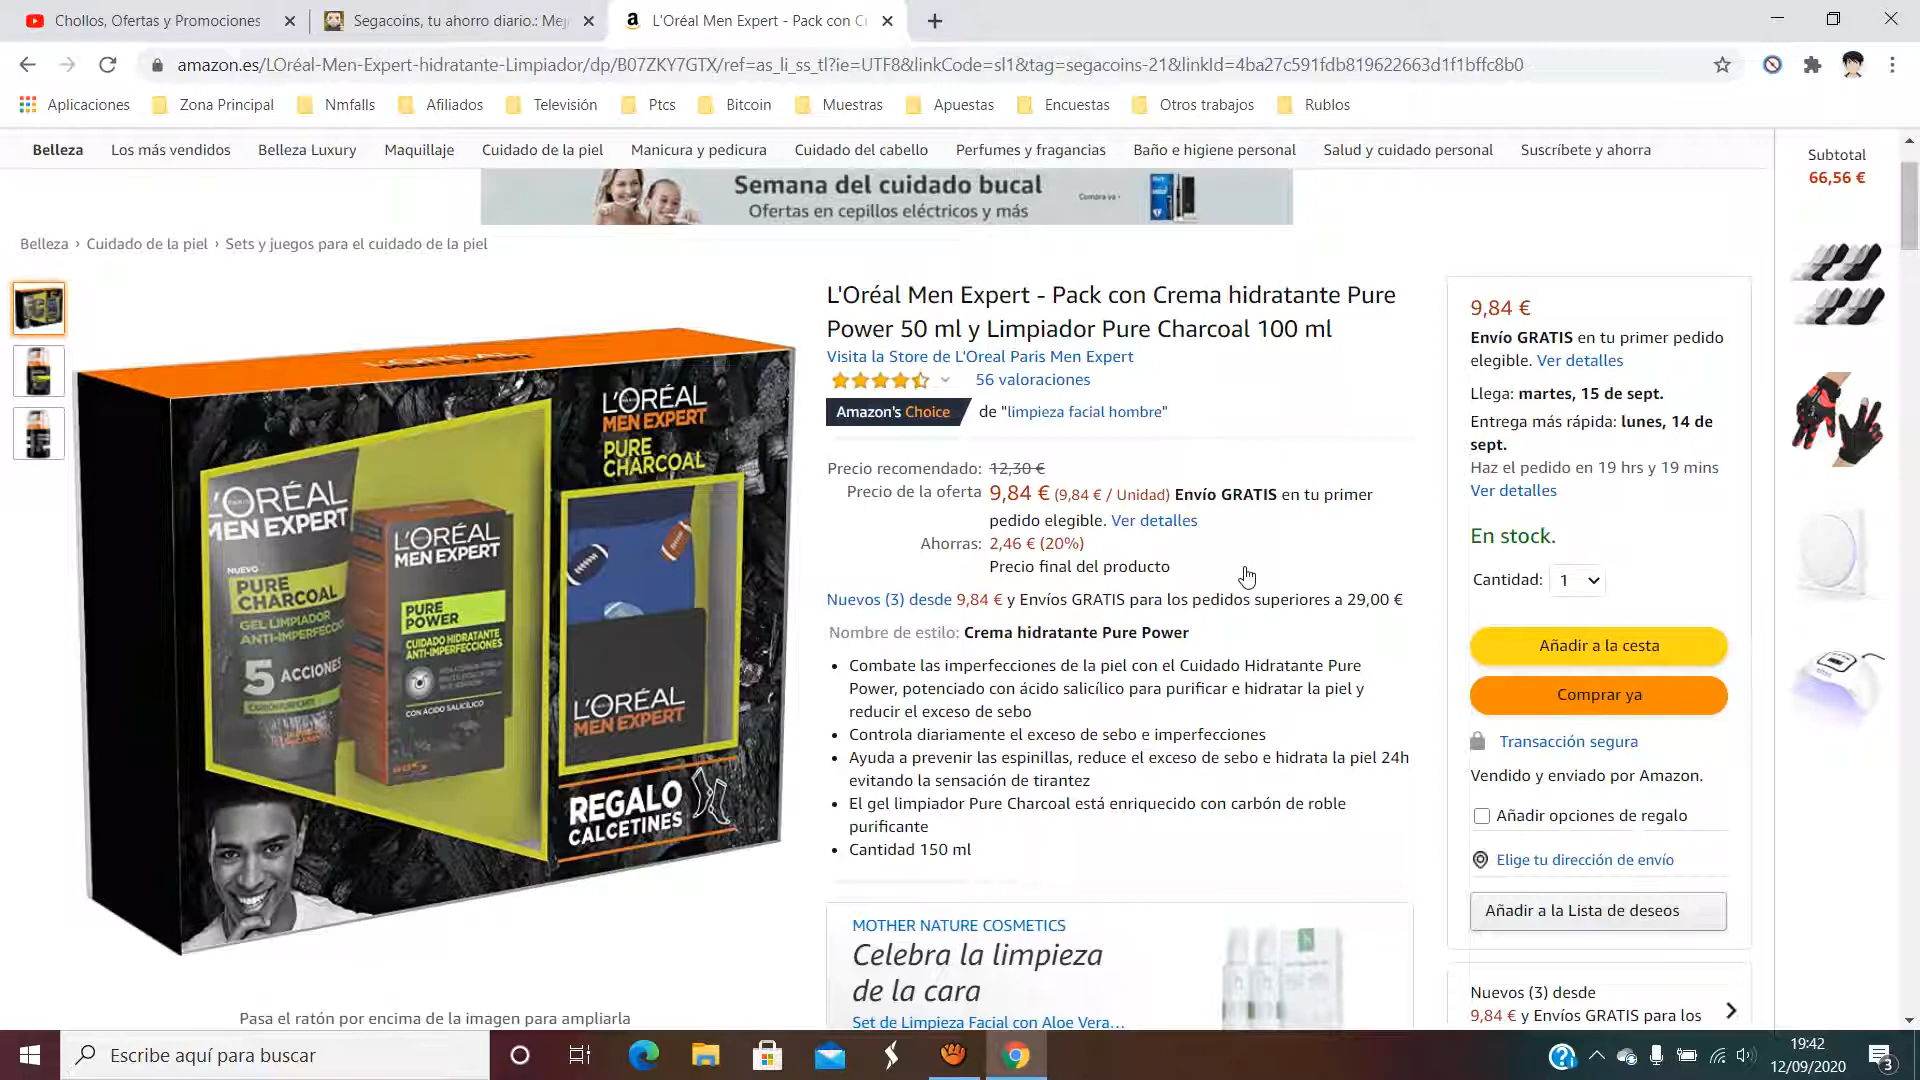 Chollos, Ofertas y Promociones
Segacoins, tu ahorro diario.: Mej
L'Oréal Men Expert - Pack con C
amazon.es/LOréal-Men-Expert-hidratante-Limpiador/dp/B07ZKY7GTX/ref=as_li_ss_tl?ie=UTF8&linkCode=sl1&tag=segacoins-21&linkId=4ba27c591fdb819622663d1f1bffc8b0
Aplicaciones Zona Principal Nmfalls Afiliados Televisión Ptcs Bitcoin Muestras Apuestas Encuestas Otros trabajos Rublos
Belleza Los más vendidos Belleza Luxury Maquillaje Cuidado de la piel Manicura y pedicura Cuidado del cabello Perfumes y fragancias Baño e higiene personal Salud y cuidado personal Suscríbete y ahorra
Subtotal
66,56 €
Semana del cuidado bucal
Ofertas en cepillos eléctricos y más
Compra ya ›
Belleza › Cuidado de la piel › Sets y juegos para el cuidado de la piel
L'ORÉAL
MEN EXPERT
PURE
CHARCOAL
L'ORÉAL
MEN EXPERT
NUEVO
PURE
CHARCOAL
GEL LIMPIADOR
ANTI-IMPERFECCIO
5 ACCIONES
L'ORÉAL
MEN EXPERT
PURE
POWER
CUIDADO HIDRATANTE
ANTI-IMPERFECCIONES
CON ÁCIDO SALICÍLICO
L'ORÉAL
MEN EXPERT
REGALO
CALCETINES
Pasa el ratón por encima de la imagen para ampliarla
L'Oréal Men Expert - Pack con Crema hidratante Pure
Power 50 ml y Limpiador Pure Charcoal 100 ml
Visita la Store de L'Oreal Paris Men Expert
56 valoraciones
Amazon's Choice de "limpieza facial hombre"
Precio recomendado: 12,30 €
Precio de la oferta 9,84 € (9,84 € / Unidad) Envío GRATIS en tu primer
pedido elegible. Ver detalles
Ahorras: 2,46 € (20%)
Precio final del producto
Nuevos (3) desde 9,84 € y Envíos GRATIS para los pedidos superiores a 29,00 €
Nombre de estilo: Crema hidratante Pure Power
• Combate las imperfecciones de la piel con el Cuidado Hidratante Pure
Power, potenciado con ácido salicílico para purificar e hidratar la piel y
reducir el exceso de sebo
• Controla diariamente el exceso de sebo e imperfecciones
• Ayuda a prevenir las espinillas, reduce el exceso de sebo e hidrata la piel 24h
evitando la sensación de tirantez
• El gel limpiador Pure Charcoal está enriquecido con carbón de roble
purificante
• Cantidad 150 ml
MOTHER NATURE COSMETICS
Celebra la limpieza
de la cara
Set de Limpieza Facial con Aloe Vera...
9,84 €
Envío GRATIS en tu primer pedido
elegible. Ver detalles
Llega: martes, 15 de sept.
Entrega más rápida: lunes, 14 de
sept.
Haz el pedido en 19 hrs y 19 mins
Ver detalles
En stock.
Cantidad: 1
Añadir a la cesta
Comprar ya
Transacción segura
Vendido y enviado por Amazon.
Añadir opciones de regalo
Elige tu dirección de envío
Añadir a la Lista de deseos
Nuevos (3) desde
9,84 € y Envíos GRATIS para los
Escribe aquí para buscar
19:42
12/09/2020
3